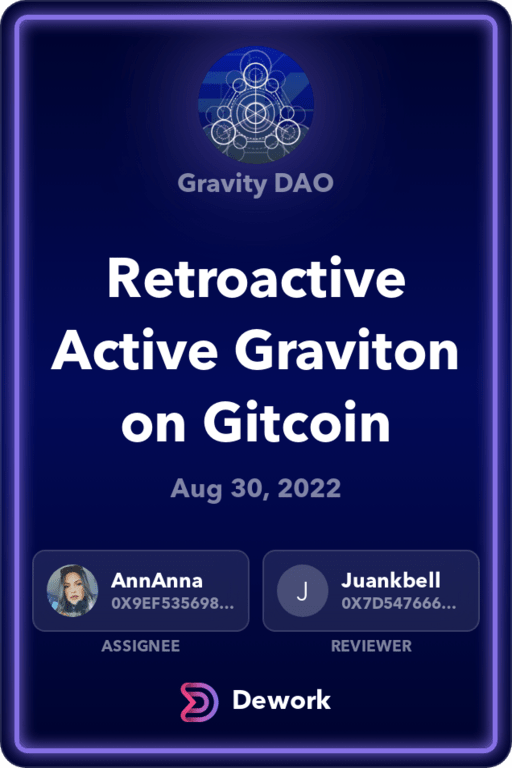 Gravity DAO
Retroactive
Active Graviton
on Gitcoin
Aug 30, 2022
AnnAnna
0X9EF535698...
ASSIGNEE
J
Juankbell
0X7D547666...
REVIEWER
Dework